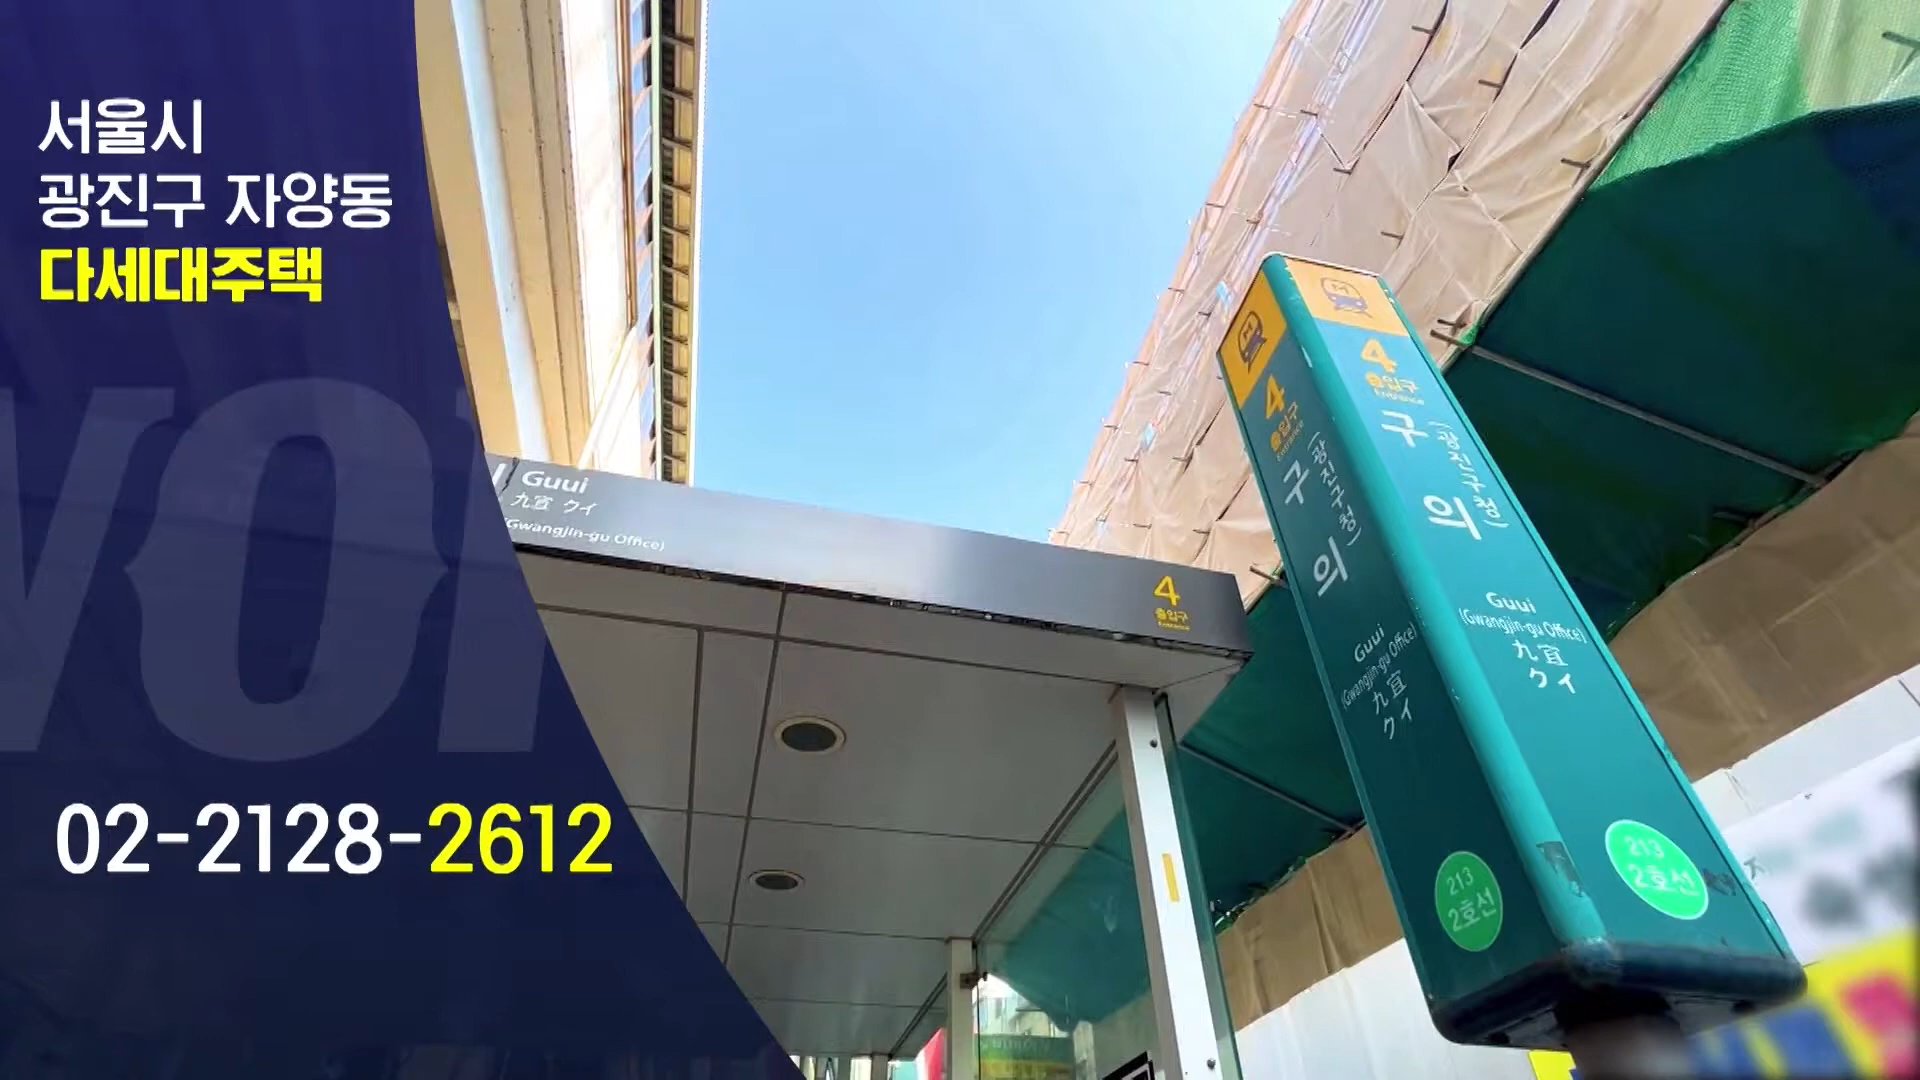 서울시
광진구 자양동
다세대주택
02-2128-2612
Guui
九宜 クイ
(Gwangjin-gu Office)
4
출입구
Entrance
4
출입구
Entrance
구의
(광진구청)
Guui
(Gwangjin-gu Office)
九宜
クイ
213
2호선
4
출입구
Entrance
구의
(광진구청)
Guui
(Gwangjin-gu Office)
九宜
クイ
213
2호선